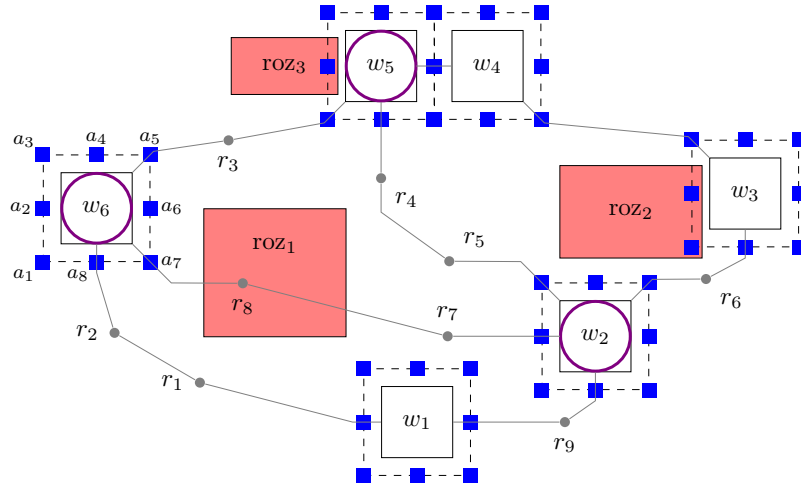 roz₃
w₅
w₄
a₃
a₄
a₅
r₃
w₃
r₄
a₂
w₆
a₆
roz₂
roz₁
r₅
a₁
a₈
a₇
r₈
r₆
r₇
r₂
w₂
r₁
w₁
r₉